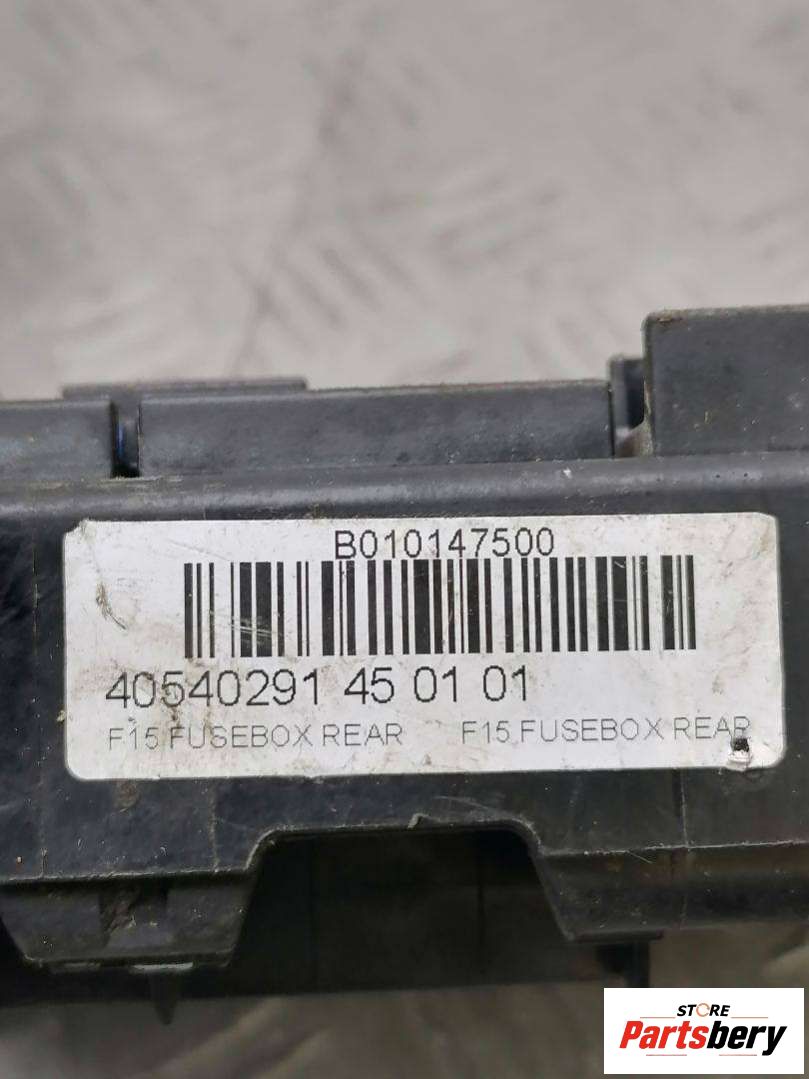 B010147500
40540291 45 01 01
F15 FUSEBOX REAR F15 FUSEBOX REAR
STORE
Partsbery